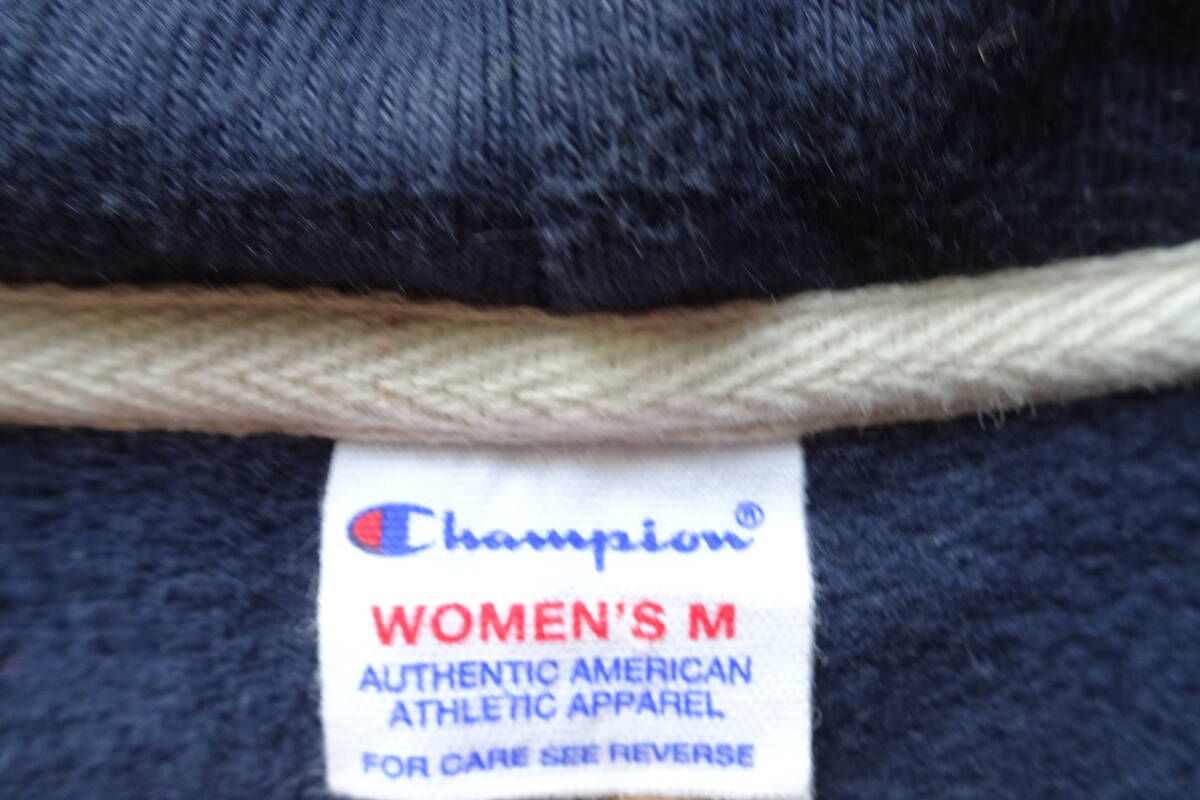 Champion®
WOMEN'S M
AUTHENTIC AMERICAN
ATHLETIC APPAREL
FOR CARE SEE REVERSE